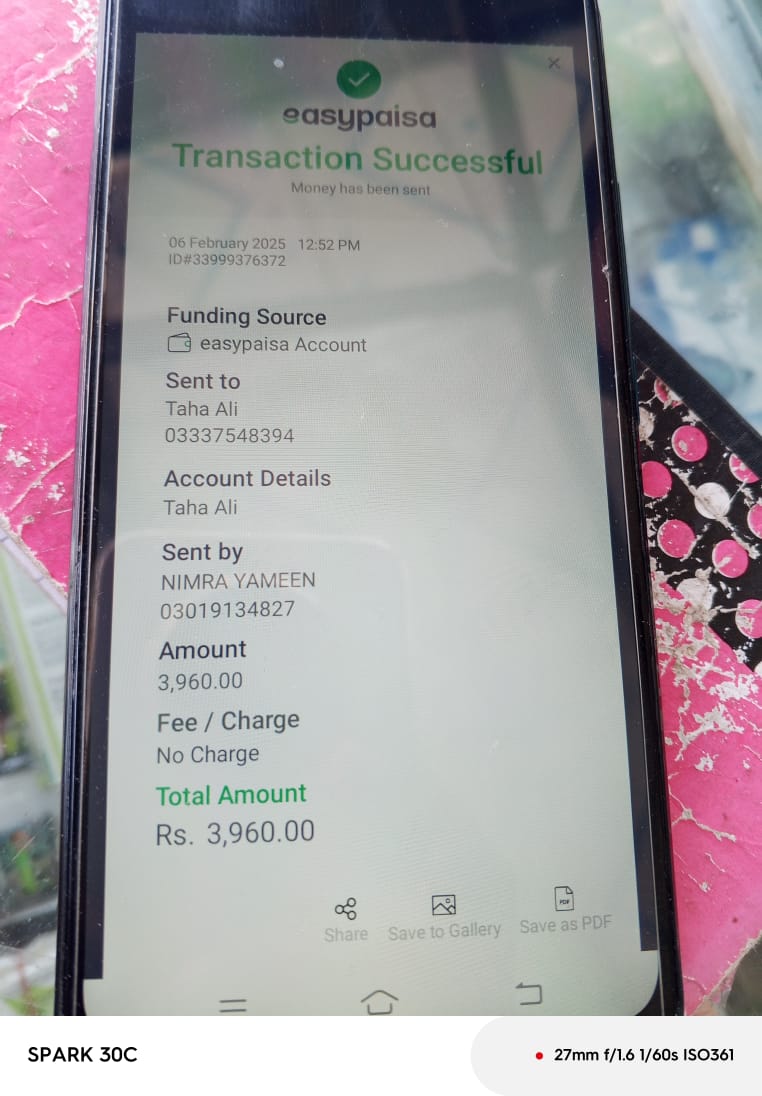 easypaisa
Transaction Successful
Money has been sent
06 February 2025 12:52 PM
ID#33999376372
Funding Source
easypaisa Account
Sent to
Taha Ali
03337548394
Account Details
Taha Ali
Sent by
NIMRA YAMEEN
03019134827
Amount
3,960.00
Fee / Charge
No Charge
Total Amount
Rs. 3,960.00
Share
Save to Gallery
PDF
Save as PDF
SPARK 30C
27mm f/1.6 1/60s ISO361